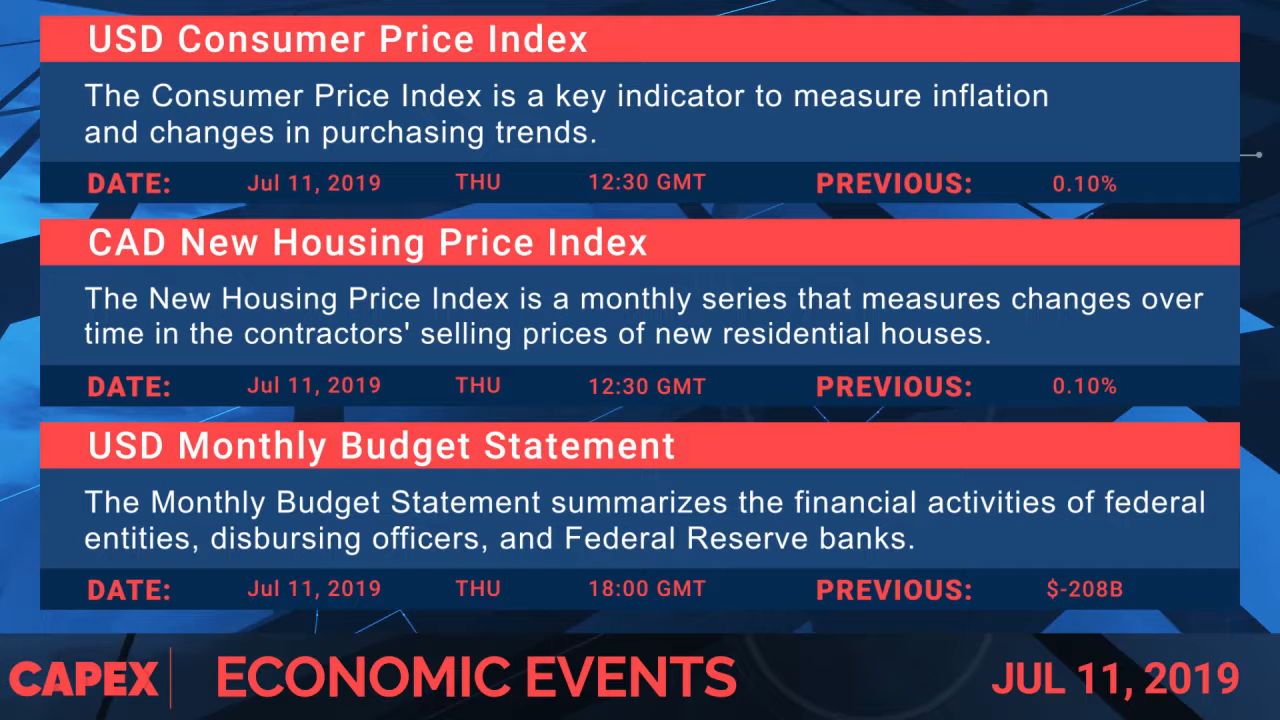 USD Consumer Price Index
The Consumer Price Index is a key indicator to measure inflation
and changes in purchasing trends.
DATE: Jul 11, 2019 THU 12:30 GMT PREVIOUS: 0.10%
CAD New Housing Price Index
The New Housing Price Index is a monthly series that measures changes over
time in the contractors' selling prices of new residential houses.
DATE: Jul 11, 2019 THU 12:30 GMT PREVIOUS: 0.10%
USD Monthly Budget Statement
The Monthly Budget Statement summarizes the financial activities of federal
entities, disbursing officers, and Federal Reserve banks.
DATE: Jul 11, 2019 THU 18:00 GMT PREVIOUS: $-208B
CAPEX ECONOMIC EVENTS JUL 11, 2019